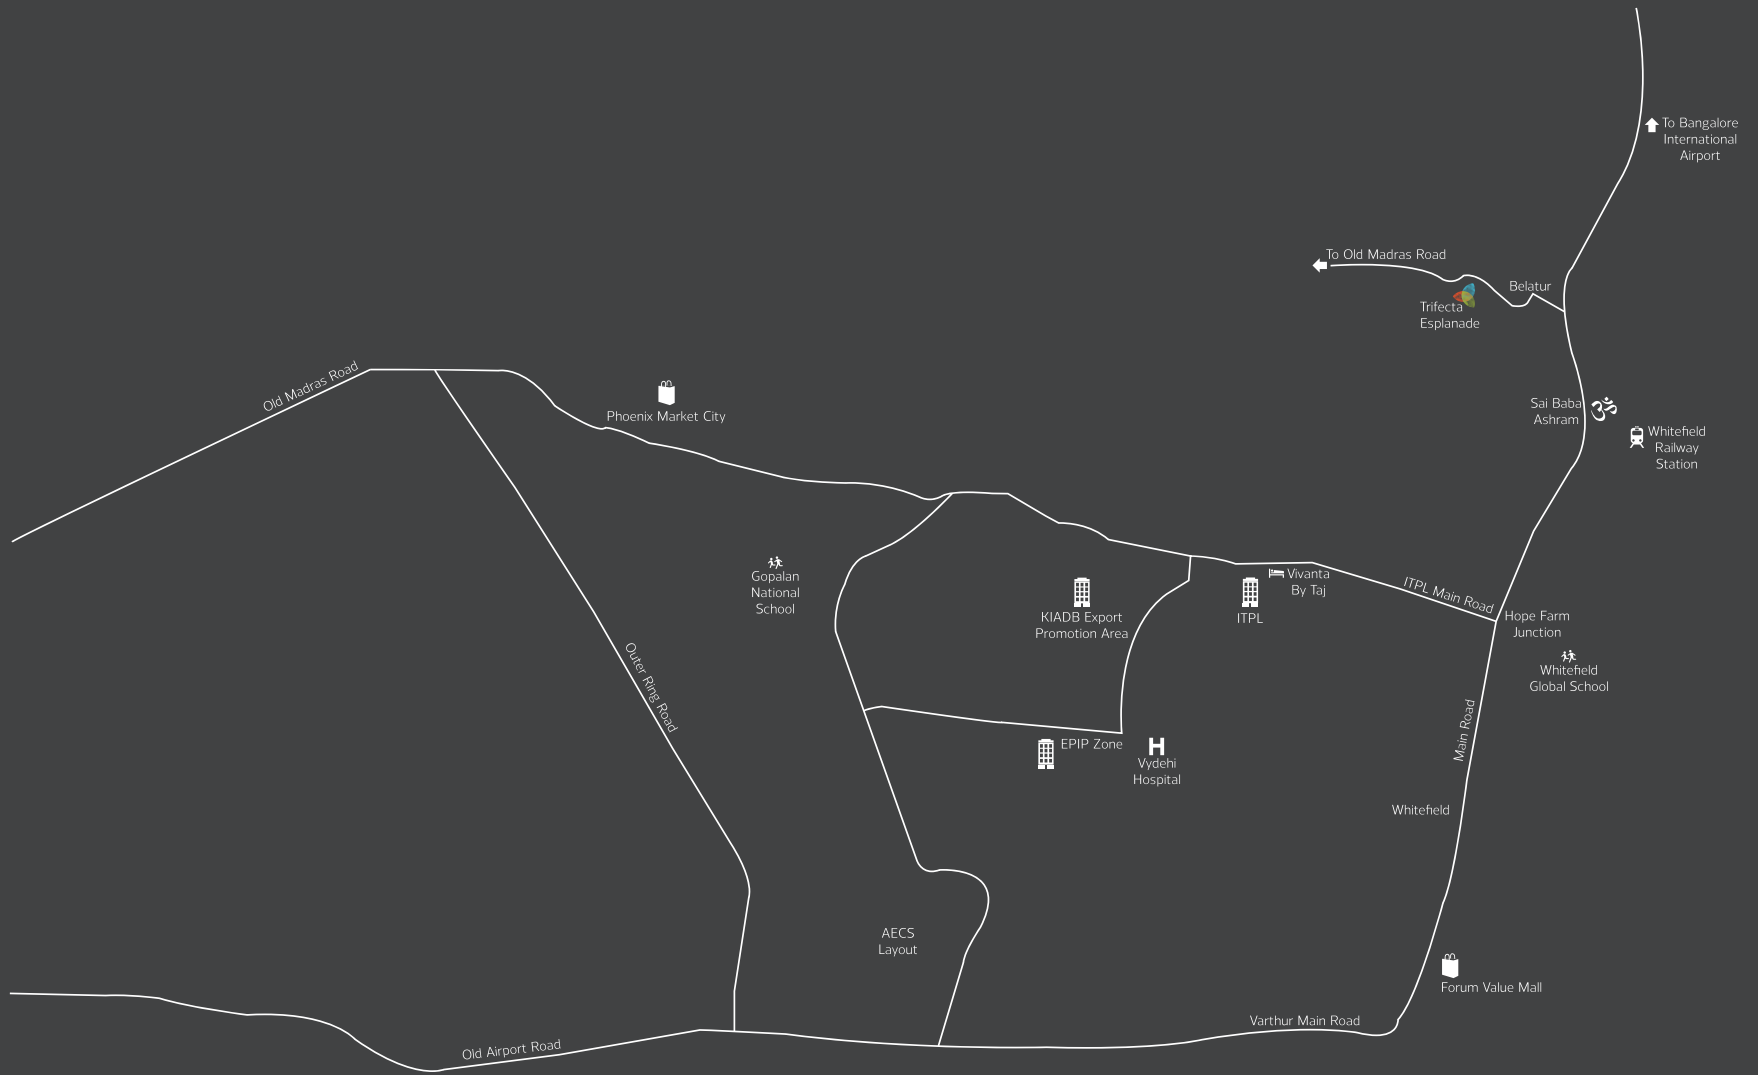 To Bangalore
International
Airport
To Old Madras Road
Belatur
Trifecta
Esplanade
Old Madras Road
Phoenix Market City
Sai Baba
Ashram
Whitefield
Railway
Station
Gopalan
National
School
KIADB Export
Promotion Area
Vivanta
By Taj
ITPL
ITPL Main Road
Hope Farm
Junction
Whitefield
Global School
Outer Ring Road
Main Road
EPIP Zone
H
Vydehi
Hospital
Whitefield
AECS
Layout
Forum Value Mall
Varthur Main Road
Old Airport Road